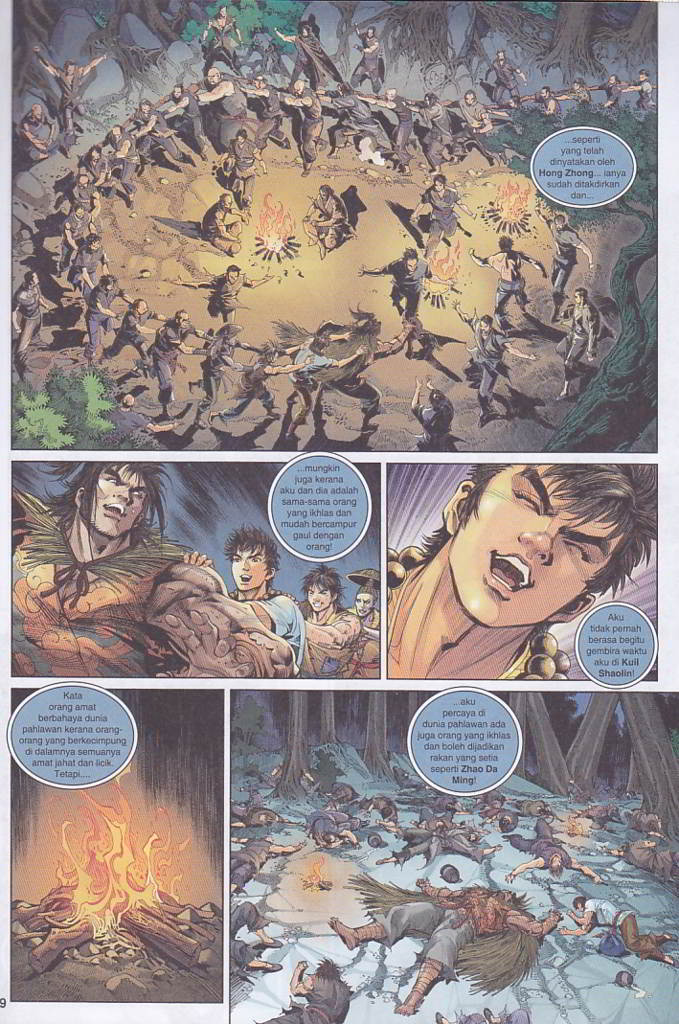 ...seperti
yang telah
dinyatakan oleh
Hong Zhong... ianya
sudah ditakdirkan
dan...
...mungkin
juga kerana
aku dan dia adalah
sama-sama orang
yang ikhlas dan
mudah bercampur
gaul dengan
orang!
Aku
tidak pernah
berasa begitu
gembira waktu
aku di Kuil
Shaolin!
Kata
orang amat
berbahaya dunia
pahlawan kerana orang-
orang yang berkecimpung
di dalamnya semuanya
amat jahat dan licik.
Tetapi....
...aku
percaya di
dunia pahlawan ada
juga orang yang ikhlas
dan boleh dijadikan
rakan yang setia
seperti Zhao Da
Ming!
9